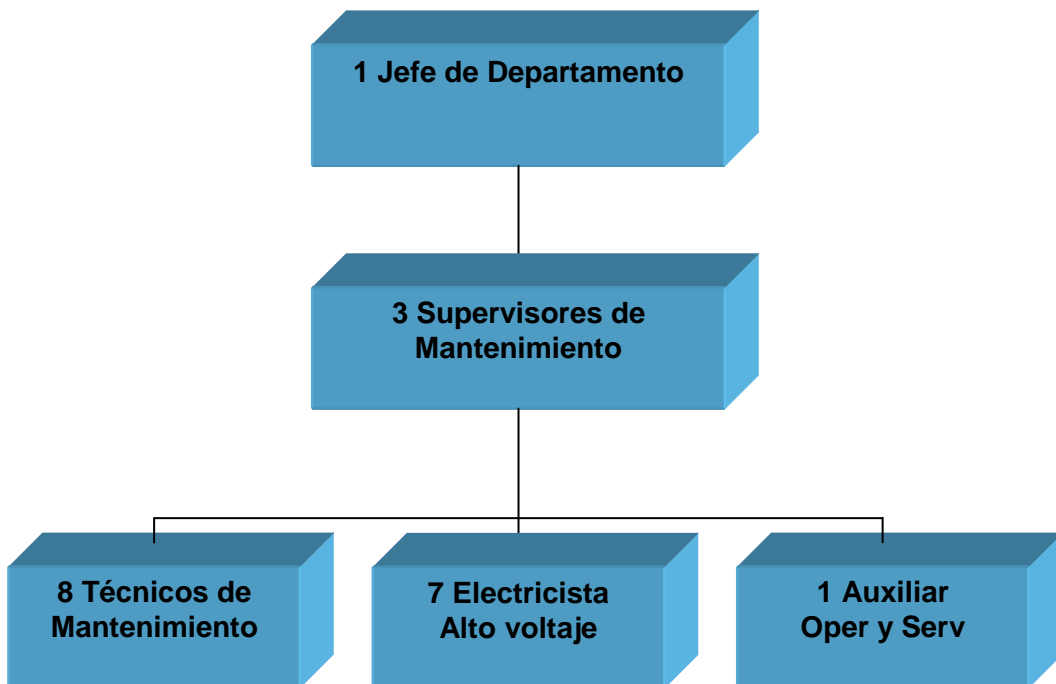 1 Jefe de Departamento
3 Supervisores de
Mantenimiento
8 Técnicos de
Mantenimiento
7 Electricista
Alto voltaje
1 Auxiliar
Oper y Serv